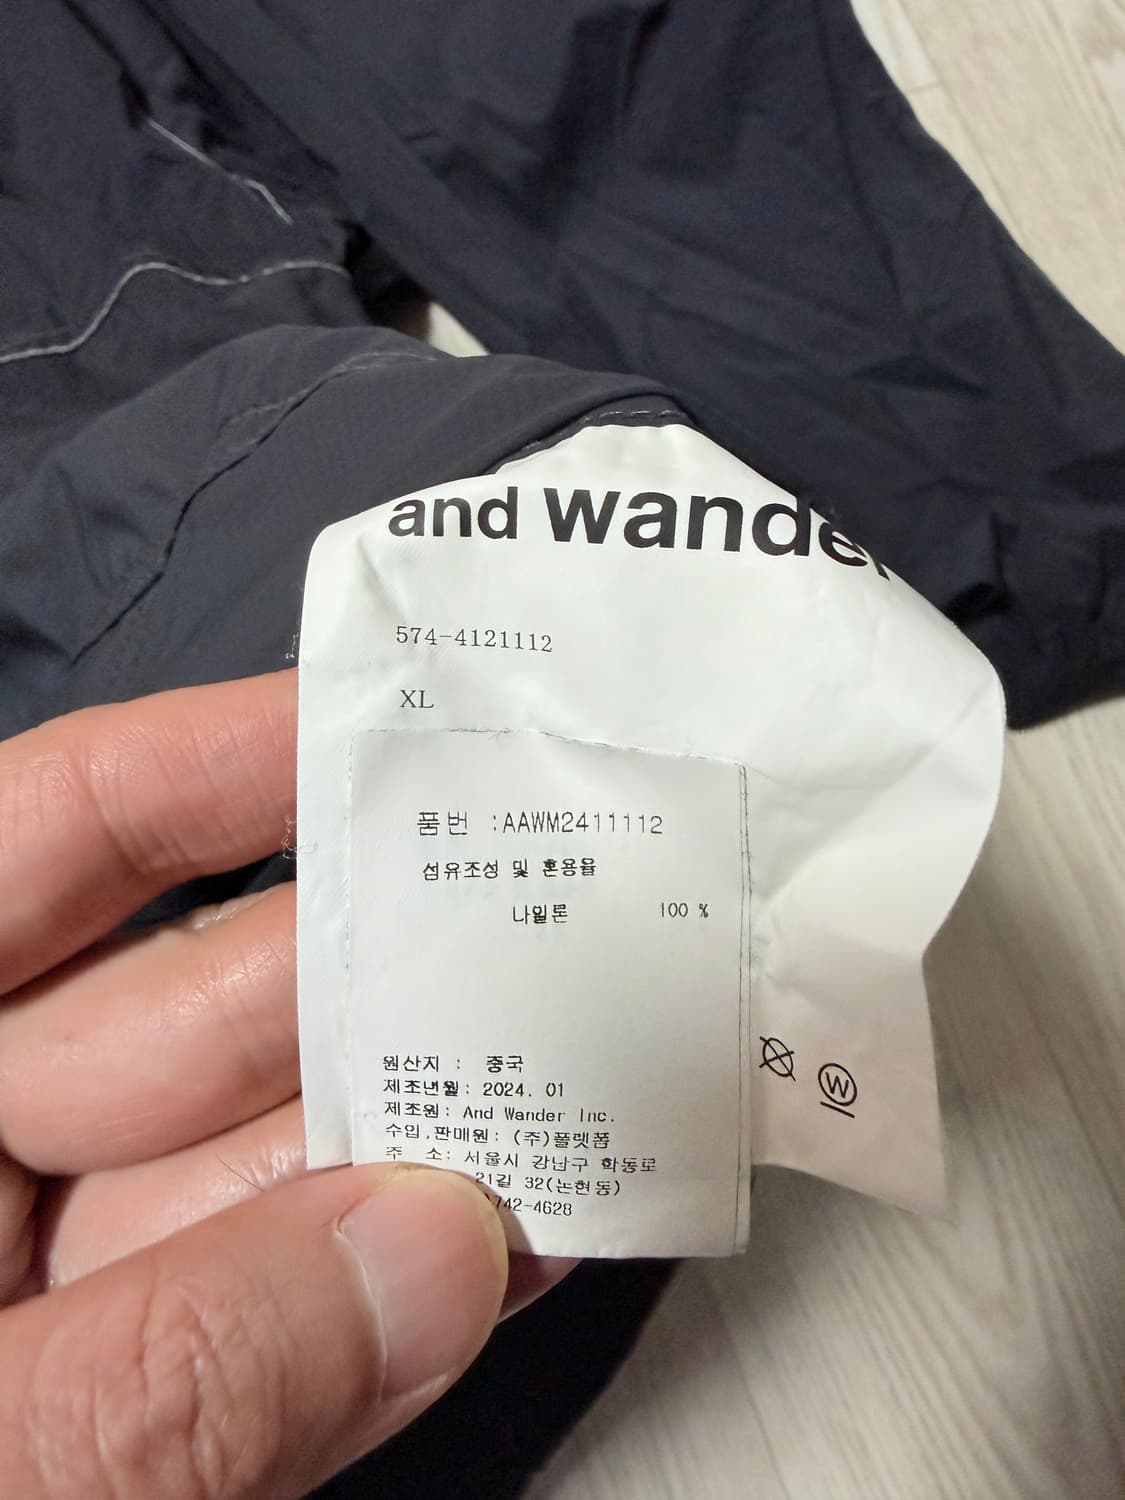 and wander
574-4121112
XL
품번 :AAWM2411112
섬유조성 및 혼용율
나일론 100 %
원산지 : 중국
제조년월: 2024. 01
제조원: And Wander Inc.
수입,판매원: (주)플랫폼
주 소: 서울시 강남구 학동로
21길 32(논현동)
742-4628
W